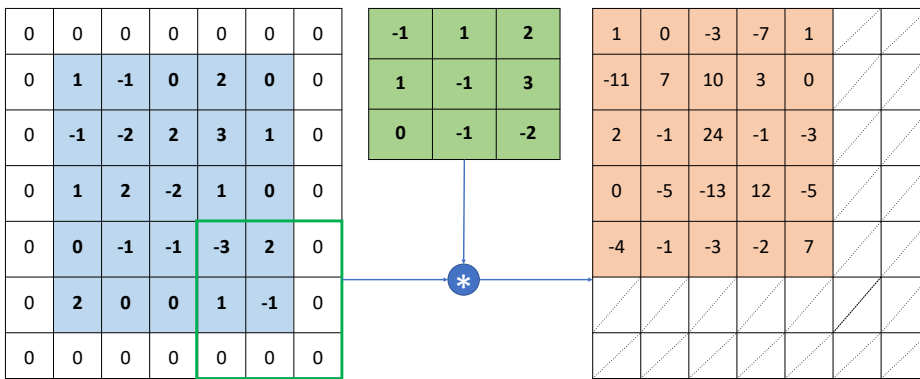 0 0 0 0 0 0 0
0 1 -1 0 2 0 0
0 -1 -2 2 3 1 0
0 1 2 -2 1 0 0
0 0 -1 -1 -3 2 0
0 2 0 0 1 -1 0
0 0 0 0 0 0 0
-1 1 2
1 -1 3
0 -1 -2
*
1 0 -3 -7 1
-11 7 10 3 0
2 -1 24 -1 -3
0 -5 -13 12 -5
-4 -1 -3 -2 7